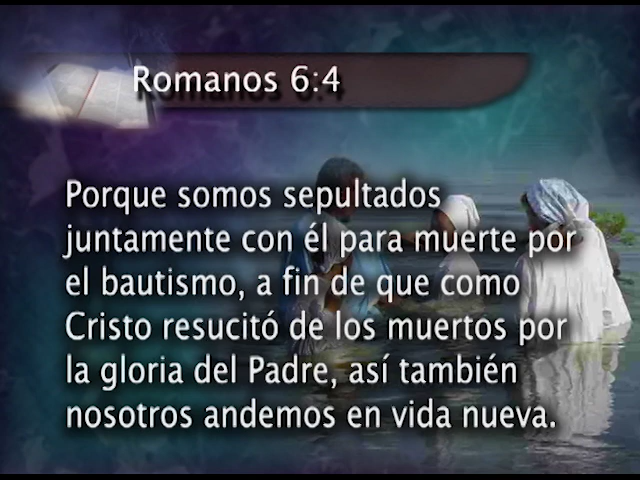 Romanos 6:4
Porque somos sepultados
juntamente con él para muerte por
el bautismo, a fin de que como
Cristo resucitó de los muertos por
la gloria del Padre, así también
nosotros andemos en vida nueva.